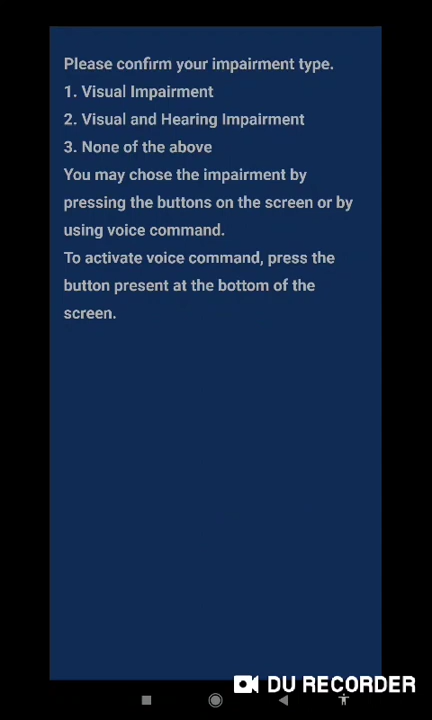 Please confirm your impairment type.
1. Visual Impairment
2. Visual and Hearing Impairment
3. None of the above
You may chose the impairment by
pressing the buttons on the screen or by
using voice command.
To activate voice command, press the
button present at the bottom of the
screen.
DU RECORDER